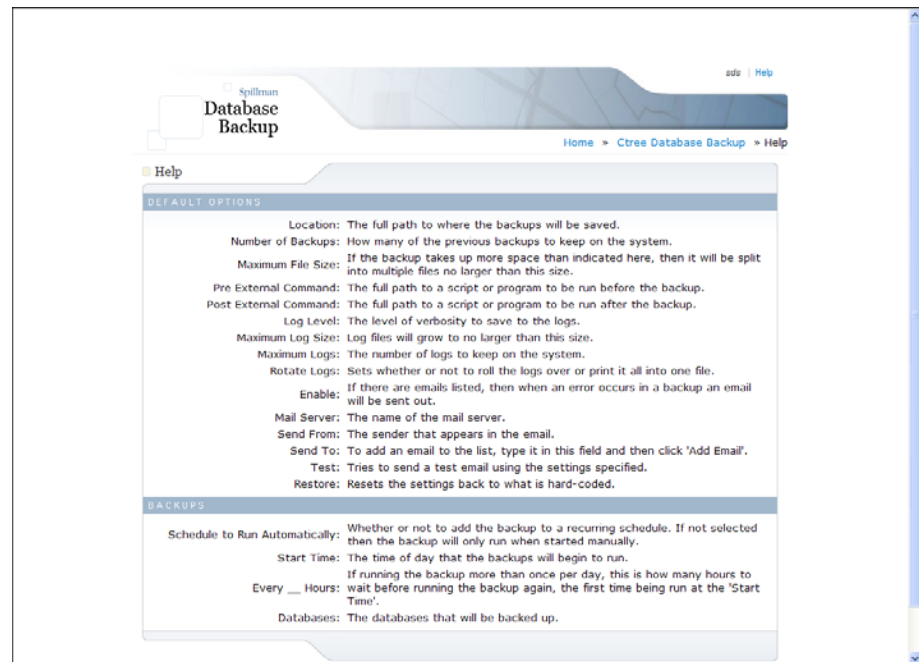 sds | Help
Spillman
Database
Backup
Home » Ctree Database Backup » Help
Help
DEFAULT OPTIONS
Location: The full path to where the backups will be saved.
Number of Backups: How many of the previous backups to keep on the system.
Maximum File Size: If the backup takes up more space than indicated here, then it will be split
into multiple files no larger than this size.
Pre External Command: The full path to a script or program to be run before the backup.
Post External Command: The full path to a script or program to be run after the backup.
Log Level: The level of verbosity to save to the logs.
Maximum Log Size: Log files will grow to no larger than this size.
Maximum Logs: The number of logs to keep on the system.
Rotate Logs: Sets whether or not to roll the logs over or print it all into one file.
Enable: If there are emails listed, then when an error occurs in a backup an email
will be sent out.
Mail Server: The name of the mail server.
Send From: The sender that appears in the email.
Send To: To add an email to the list, type it in this field and then click 'Add Email'.
Test: Tries to send a test email using the settings specified.
Restore: Resets the settings back to what is hard-coded.
BACKUPS
Schedule to Run Automatically: Whether or not to add the backup to a recurring schedule. If not selected
then the backup will only run when started manually.
Start Time: The time of day that the backups will begin to run.
Every __ Hours: If running the backup more than once per day, this is how many hours to
wait before running the backup again, the first time being run at the 'Start
Time'.
Databases: The databases that will be backed up.